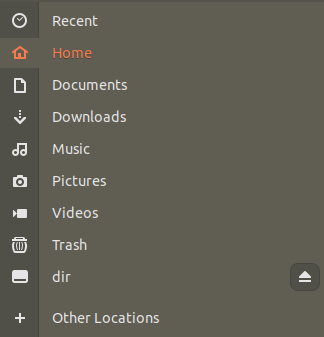 Recent
Home
Documents
Downloads
Music
Pictures
Videos
Trash
dir
Other Locations